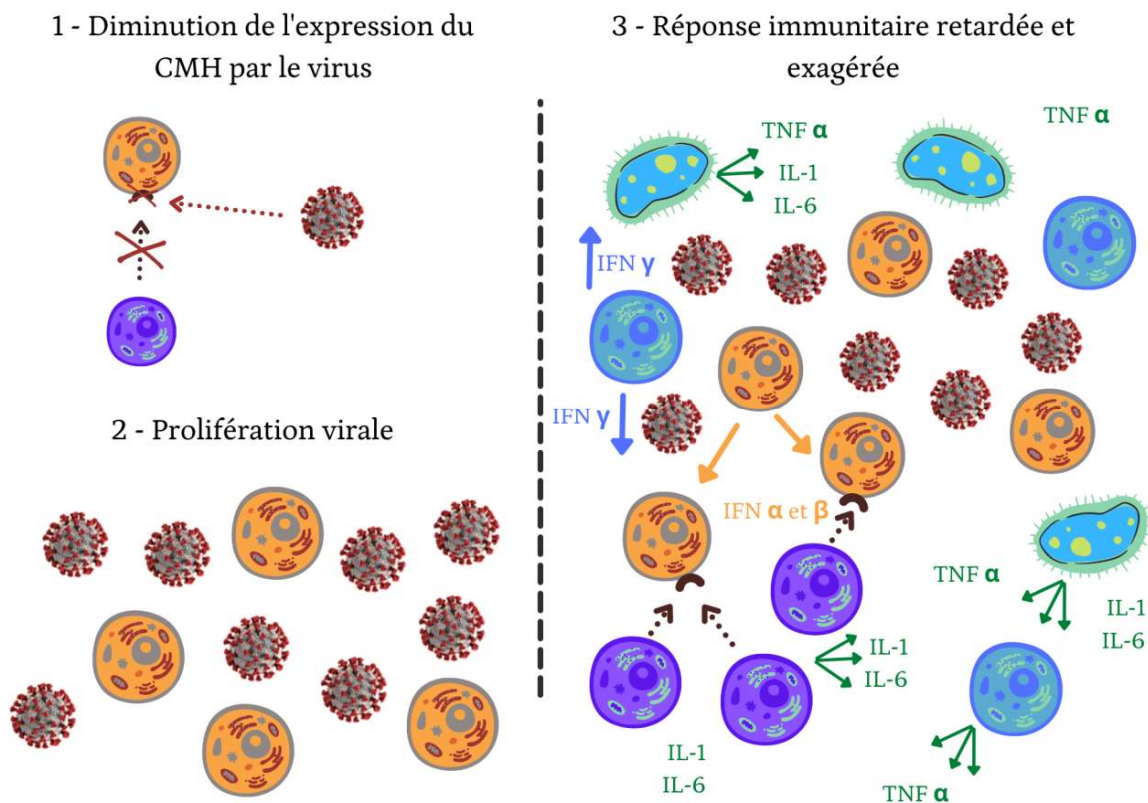 1 - Diminution de l'expression du
CMH par le virus
2 - Prolifération virale
3 - Réponse immunitaire retardée et
exagérée
TNF α
IL-1
IL-6
TNF α
IFN γ
IFN γ
IFN α et β
IL-1
IL-6
IL-1
IL-6
TNF α
IL-1
IL-6
TNF α